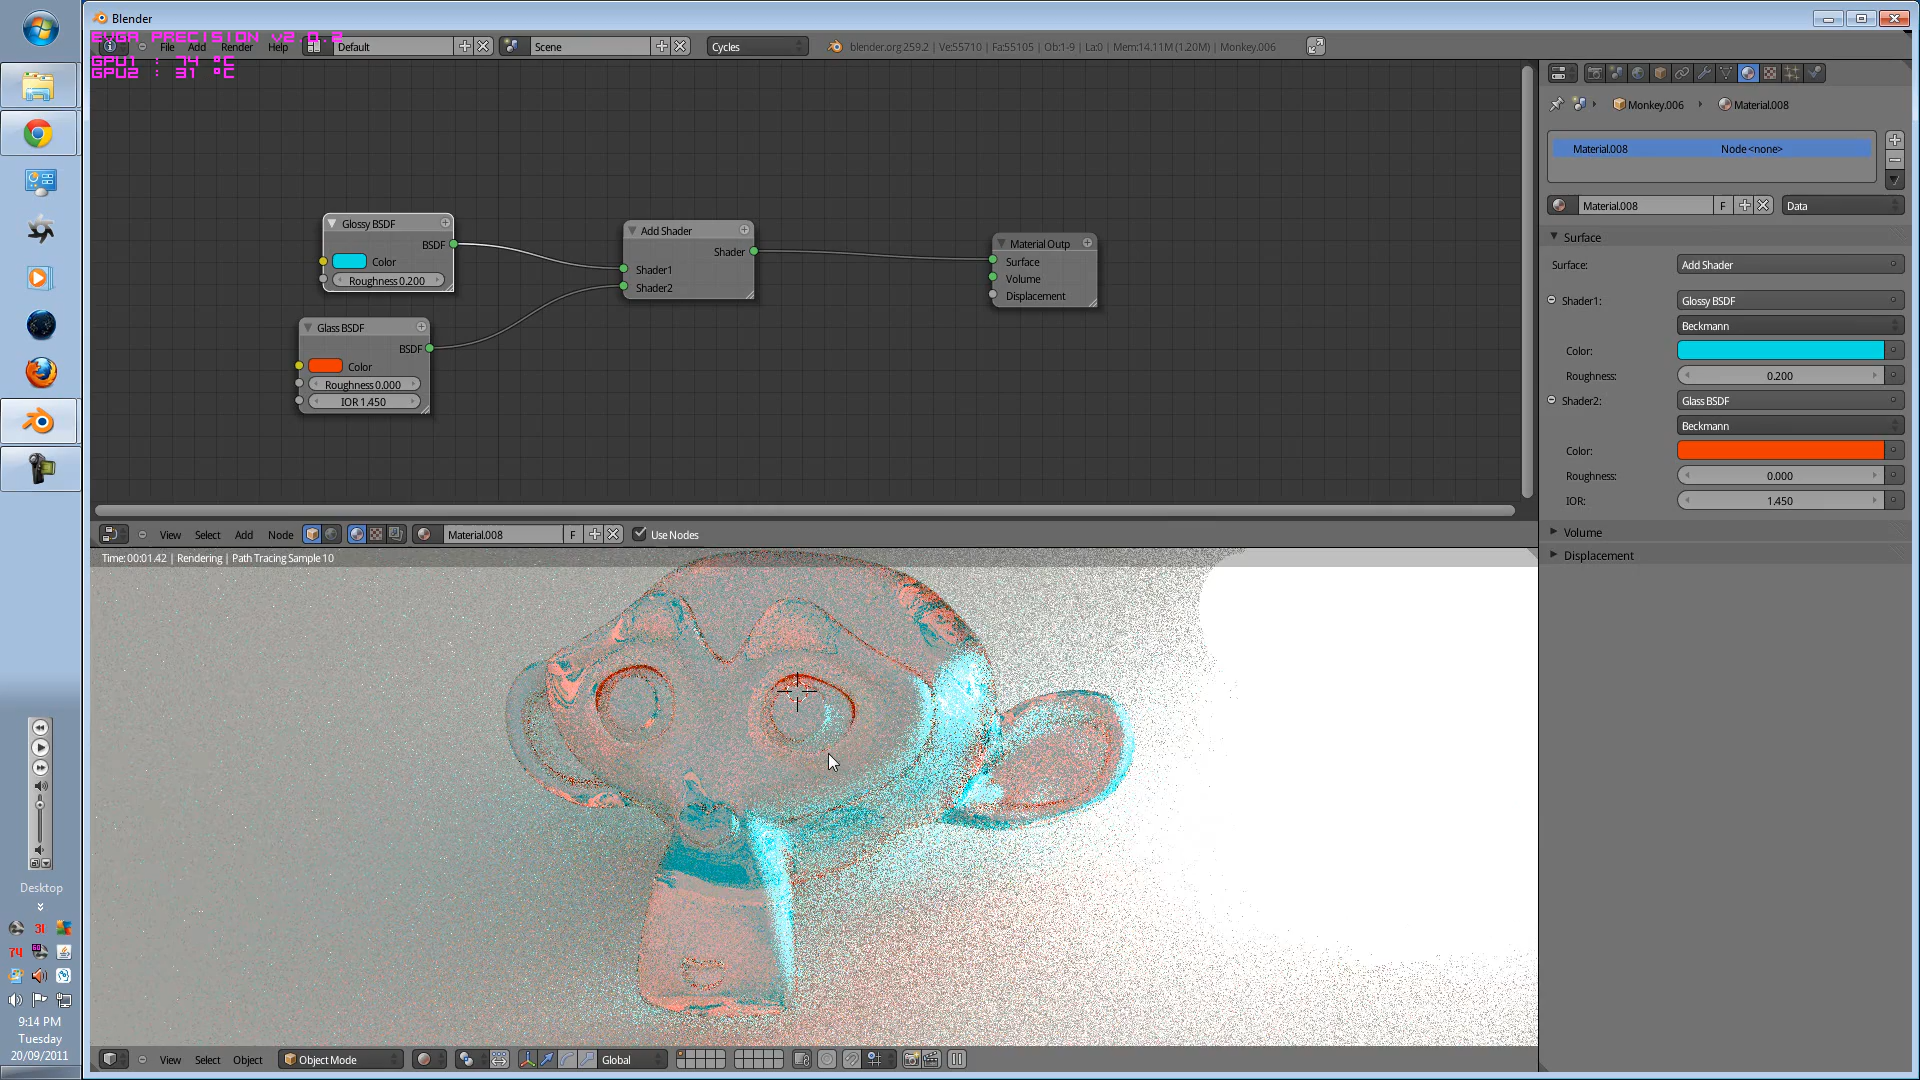 Blender
EVGA PRECISION v2.0.2
GPU1 : 74 °C
GPU2 : 31 °C
File Add Render Help Default Scene Cycles blender.org 259.2 | Ve:55710 | Fa:55105 | Ob:1-9 | La:0 | Mem:14.11M (1.20M) | Monkey.006
Glossy BSDF
BSDF
Color
Roughness 0.200
Glass BSDF
BSDF
Color
Roughness 0.000
IOR 1.450
Add Shader
Shader
Shader1
Shader2
Material Outp
Surface
Volume
Displacement
View Select Add Node Material.008 F Use Nodes
Time:00:01.42 | Rendering | Path Tracing Sample 10
View Select Object Object Mode Global
Monkey.006 Material.008
Material.008 Node <none>
Material.008 F Data
Surface
Surface: Add Shader
Shader1: Glossy BSDF
Beckmann
Color:
Roughness: 0.200
Shader2: Glass BSDF
Beckmann
Color:
Roughness: 0.000
IOR: 1.450
Volume
Displacement
Desktop
31
74
9:14 PM
Tuesday
20/09/2011